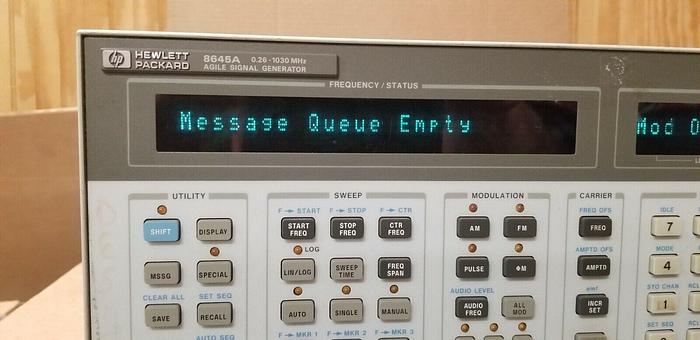 hp HEWLETT PACKARD
8645A 0.26-1030 MHz
AGILE SIGNAL GENERATOR
FREQUENCY / STATUS
Message Queue Empty
Mod O
UTILITY
SWEEP
MODULATION
CARRIER
F → START F → STOP F → CTR
FREQ OFS
IDLE
SHIFT
DISPLAY
START FREQ
STOP FREQ
CTR FREQ
AM
FM
FREQ
7
LOG
AMPTD OFS
MODE
MSSG
SPECIAL
LIN/LOG
SWEEP TIME
FREQ SPAN
PULSE
ΦM
AMPTD
4
CLEAR ALL
SET SEQ
AUDIO LEVEL
emf
STO CHAN
RCL
SAVE
RECALL
AUTO
SINGLE
MANUAL
AUDIO FREQ
ALL MOD
INCR SET
1
AUTO SEQ
F → MKR 1 F → MKR 2 F → MKR 3